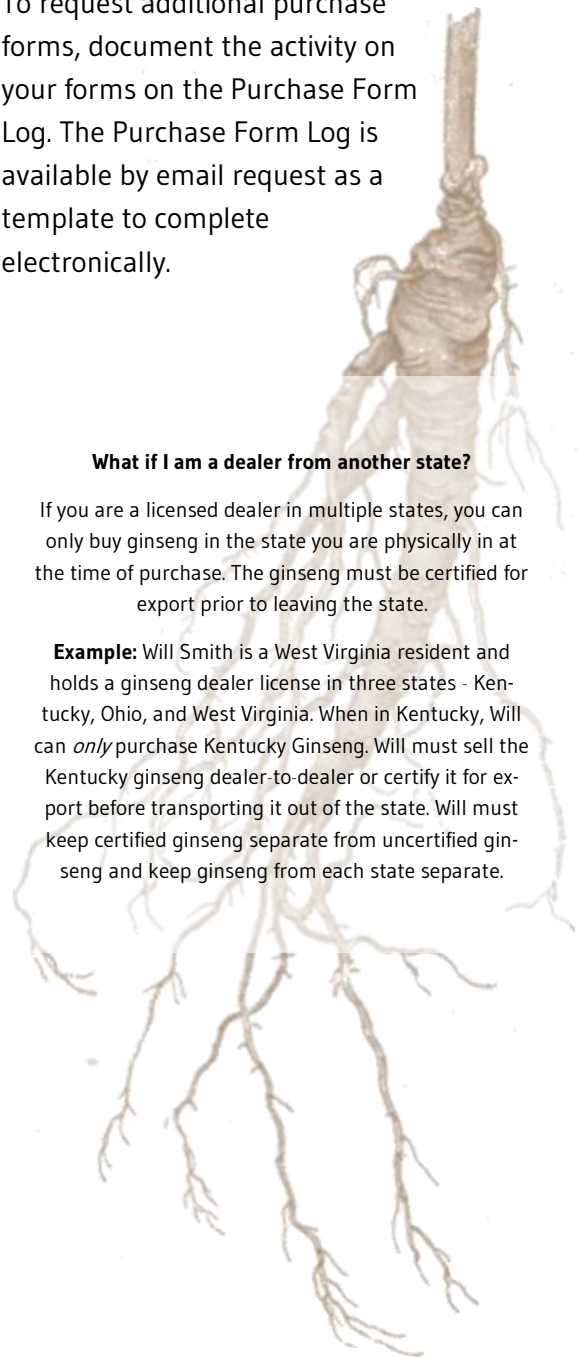 To request additional purchase
forms, document the activity on
your forms on the Purchase Form
Log. The Purchase Form Log is
available by email request as a
template to complete
electronically.
What if I am a dealer from another state?
If you are a licensed dealer in multiple states, you can
only buy ginseng in the state you are physically in at
the time of purchase. The ginseng must be certified for
export prior to leaving the state.
Example: Will Smith is a West Virginia resident and
holds a ginseng dealer license in three states - Ken-
tucky, Ohio, and West Virginia. When in Kentucky, Will
can only purchase Kentucky Ginseng. Will must sell the
Kentucky ginseng dealer-to-dealer or certify it for ex-
port before transporting it out of the state. Will must
keep certified ginseng separate from uncertified gin-
seng and keep ginseng from each state separate.